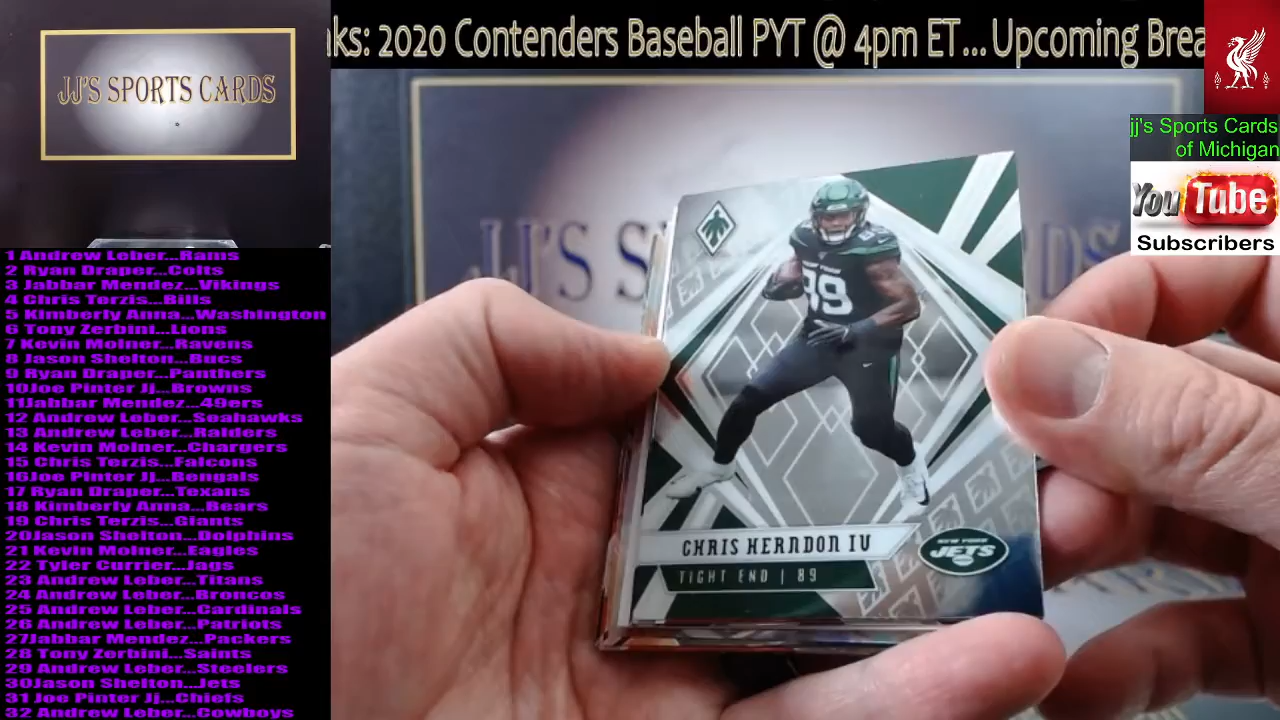 aks: 2020 Contenders Baseball PYT @ 4pm ET... Upcoming Brea
JJ'S SPORTS CARDS
jj's Sports Cards
of Michigan
YouTube
Subscribers
1 Andrew Leber...Rams
2 Ryan Draper...Colts
3 Jabbar Mendez...Vikings
4 Chris Terzis...Bills
5 Kimberly Anna...Washington
6 Tony Zerbini...Lions
7 Kevin Molner...Ravens
8 Jason Shelton...Bucs
9 Ryan Draper...Panthers
10Joe Pinter Jj...Browns
11Jabbar Mendez...49ers
12 Andrew Leber...Seahawks
13 Andrew Leber...Raiders
14 Kevin Molner...Chargers
15 Chris Terzis...Falcons
16Joe Pinter Jj...Bengals
17 Ryan Draper...Texans
18 Kimberly Anna...Bears
19 Chris Terzis...Giants
20Jason Shelton...Dolphins
21 Kevin Molner...Eagles
22 Tyler Currier...Jags
23 Andrew Leber...Titans
24 Andrew Leber...Broncos
25 Andrew Leber...Cardinals
26 Andrew Leber...Patriots
27Jabbar Mendez...Packers
28 Tony Zerbini...Saints
29 Andrew Leber...Steelers
30Jason Shelton...Jets
31 Joe Pinter Jj...Chiefs
32 Andrew Leber...Cowboys
JJ'S S
DS
89
CHRIS HERNDON IV
TIGHT END | 89
NEW YORK
JETS